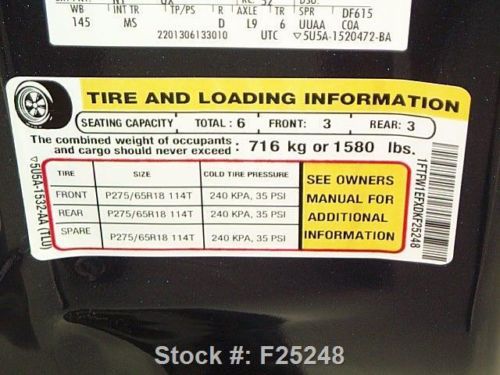 WB INT TR TP/PS R AXLE TR SPR DF615
145 MS D L9 6 UUAA COA
2201306133010 UTC ▽5U5A-1520472-BA
TIRE AND LOADING INFORMATION
SEATING CAPACITY TOTAL : 6 FRONT: 3 REAR: 3
The combined weight of occupants and cargo should never exceed : 716 kg or 1580 lbs.
TIRE SIZE COLD TIRE PRESSURE
FRONT P275/65R18 114T 240 KPA, 35 PSI
REAR P275/65R18 114T 240 KPA, 35 PSI
SPARE P275/65R18 114T 240 KPA, 35 PSI
SEE OWNERS
MANUAL FOR
ADDITIONAL
INFORMATION
▽5U5A-1532-AA (TLU)
1FTFW1EFXDKF25248
Stock #: F25248